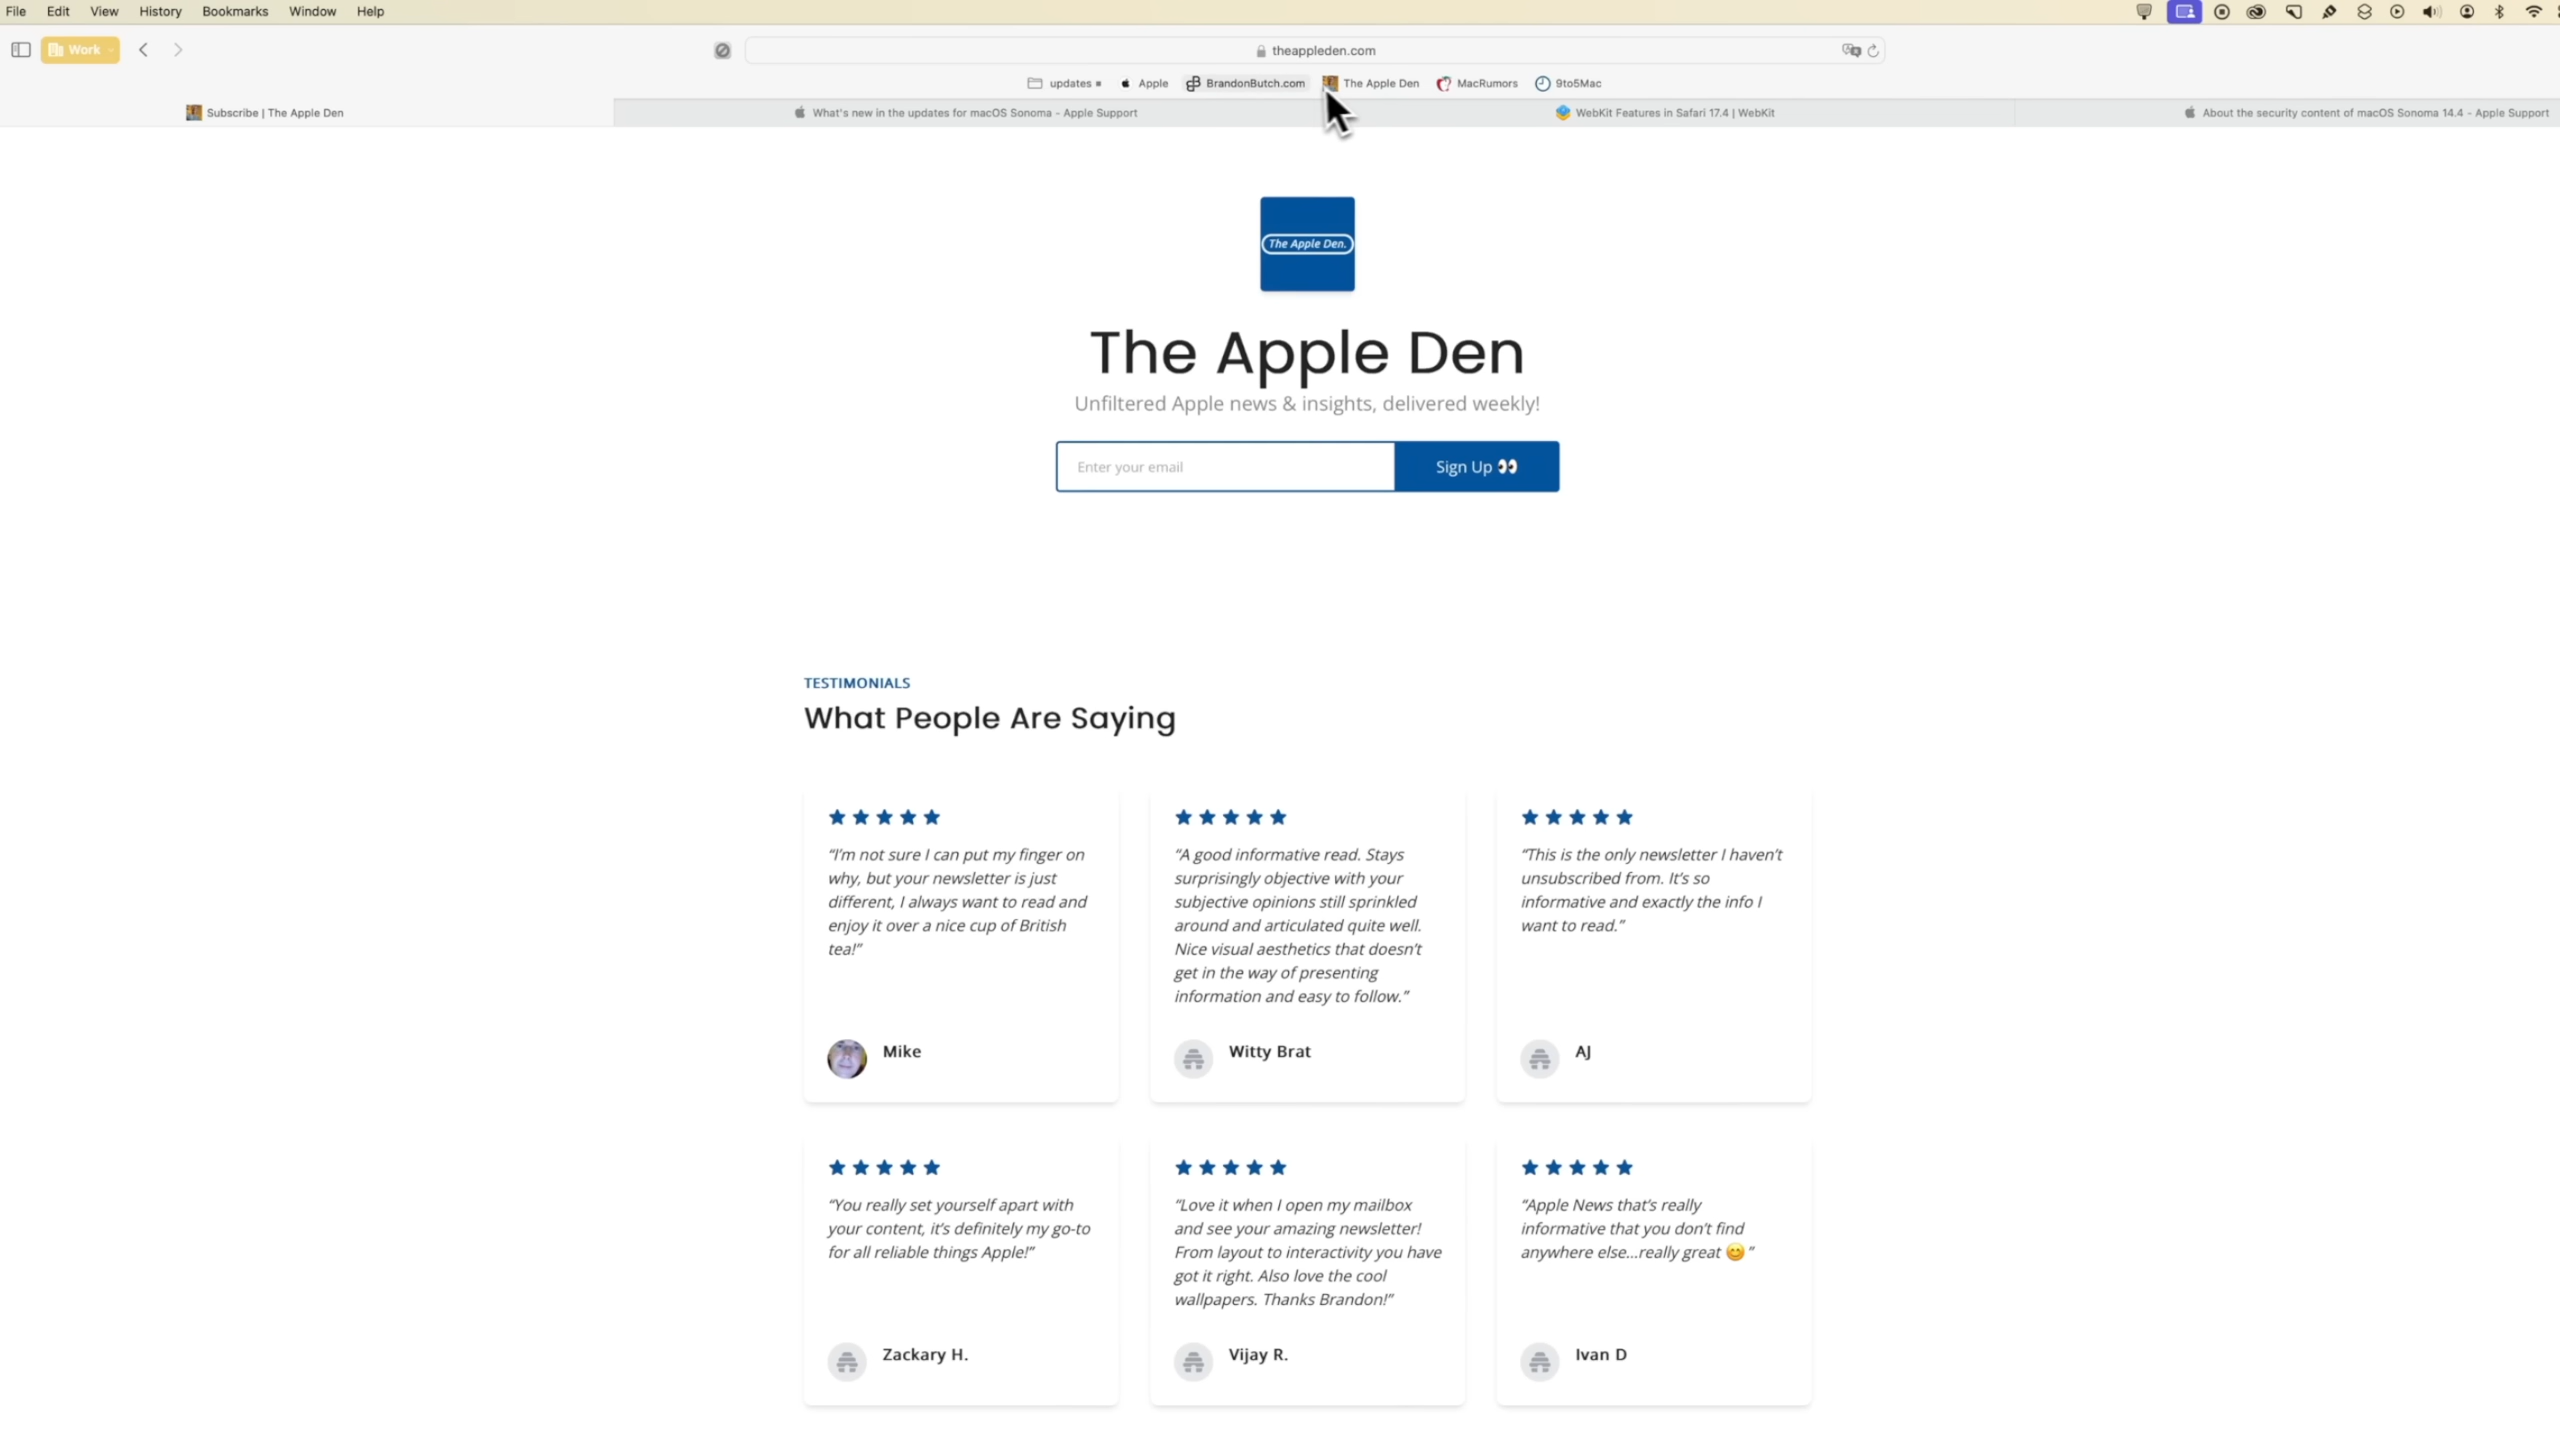 File Edit View History Bookmarks Window Help
Work
theappleden.com
updates Apple BrandonButch.com The Apple Den MacRumors 9to5Mac
Subscribe | The Apple Den
What's new in the updates for macOS Sonoma - Apple Support
WebKit Features in Safari 17.4 | WebKit
About the security content of macOS Sonoma 14.4 - Apple Support
The Apple Den.
The Apple Den
Unfiltered Apple news & insights, delivered weekly!
Enter your email
Sign Up 👀
TESTIMONIALS
What People Are Saying
★★★★★
“I’m not sure I can put my finger on
why, but your newsletter is just
different, I always want to read and
enjoy it over a nice cup of British
tea!”
Mike
★★★★★
“A good informative read. Stays
surprisingly objective with your
subjective opinions still sprinkled
around and articulated quite well.
Nice visual aesthetics that doesn’t
get in the way of presenting
information and easy to follow.”
Witty Brat
★★★★★
“This is the only newsletter I haven’t
unsubscribed from. It’s so
informative and exactly the info I
want to read.”
AJ
★★★★★
“You really set yourself apart with
your content, it’s definitely my go-to
for all reliable things Apple!”
Zackary H.
★★★★★
“Love it when I open my mailbox
and see your amazing newsletter!
From layout to interactivity you have
got it right. Also love the cool
wallpapers. Thanks Brandon!”
Vijay R.
★★★★★
“Apple News that’s really
informative that you don’t find
anywhere else...really great 😊 ”
Ivan D